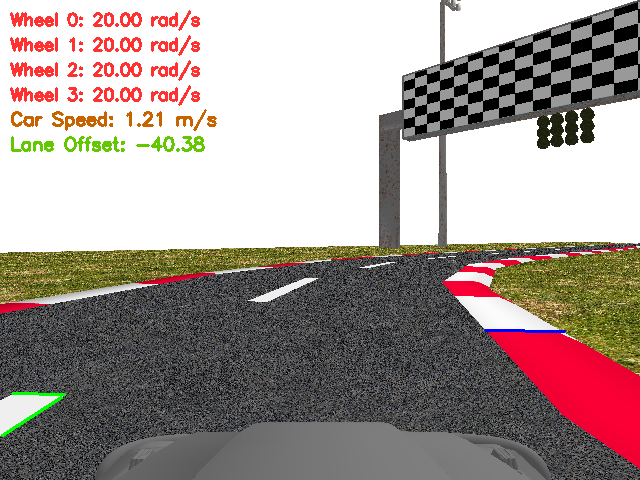 Wheel 0: 20.00 rad/s
Wheel 1: 20.00 rad/s
Wheel 2: 20.00 rad/s
Wheel 3: 20.00 rad/s
Car Speed: 1.21 m/s
Lane Offset: -40.38